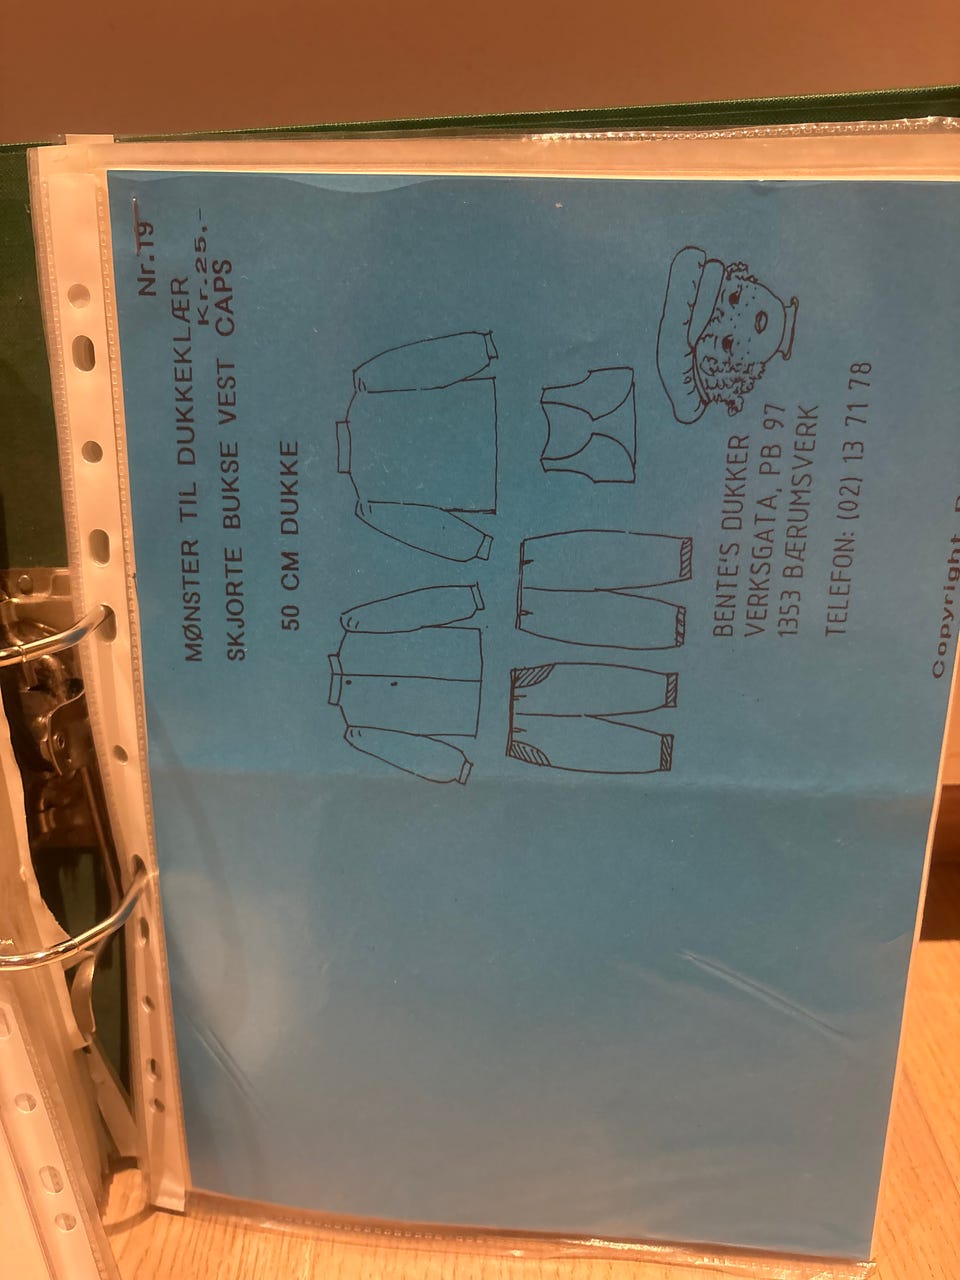 Nr.19
MØNSTER TIL DUKKEKLÆR
Kr.25,-
SKJORTE BUKSE VEST CAPS
50 CM DUKKE
BENTE'S DUKKER
VERKSGATA, PB 97
1353 BÆRUMSVERK
TELEFON: (02) 13 71 78
Copyright